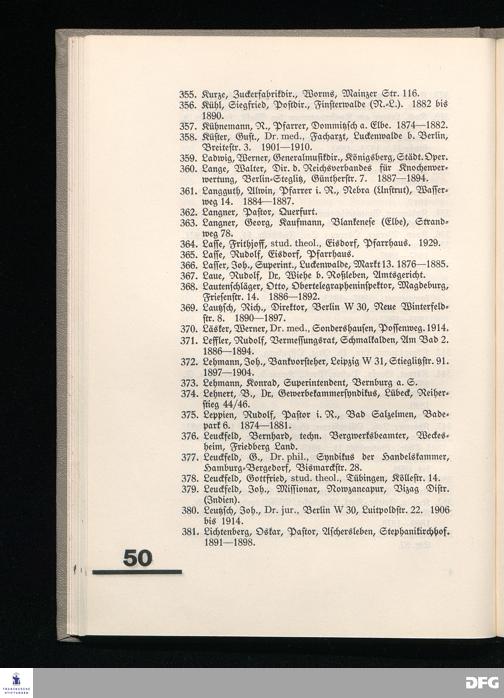 355. Kurze, Zuckerfabrikdir., Worms, Mainzer Str. 116.
356. Kühl, Siegfried, Postdir., Finsterwalde (N.-L.). 1882 bis
1890.
357. Kühnemann, R., Pfarrer, Dommitzsch a. Elbe. 1874—1882.
358. Küster, Gust., Dr. med., Facharzt, Luckenwalde b. Berlin,
Breitestr. 3. 1901—1910.
359. Ladwig, Werner, Generalmusikdir., Königsberg, Städt. Oper.
360. Lange, Walter, Dir. d. Reichsverbandes für Knochenver-
wertung, Berlin-Steglitz, Güntherstr. 7. 1887—1894.
361. Langguth, Alwin, Pfarrer i. R., Nebra (Unstrut), Wasser-
weg 14. 1884—1887.
362. Langner, Pastor, Querfurt.
363. Langner, Georg, Kaufmann, Blankenese (Elbe), Strand-
weg 78.
364. Lasse, Frithjoff, stud. theol., Eisdorf, Pfarrhaus. 1929.
365. Lasse, Rudolf, Eisdorf, Pfarrhaus.
366. Lasser, Joh., Superint., Luckenwalde, Markt 13. 1876—1885.
367. Laue, Rudolf, Dr. Wiehe b. Roßleben, Amtsgericht.
368. Lautenschläger, Otto, Obertelegrapheninspektor, Magdeburg,
Friesenstr. 14. 1886—1892.
369. Lautzsch, Rich., Direktor, Berlin W 30, Neue Winterfeld-
str. 8. 1890—1897.
370. Läsker, Werner, Dr. med., Sondershausen, Possenweg. 1914.
371. Leffler, Rudolf, Vermessungsrat, Schmalkalden, Am Bad 2.
1886—1894.
372. Lehmann, Joh., Bankvorsteher, Leipzig W 31, Stieglitzstr. 91.
1897—1904.
373. Lehmann, Konrad, Superintendent, Bernburg a. S.
374. Lehnert, B., Dr. Gewerbekammersyndikus, Lübeck, Reiher-
stieg 44/46.
375. Leppien, Rudolf, Pastor i. R., Bad Salzelmen, Bade-
park 6. 1874—1881.
376. Leuckfeld, Bernhard, techn. Bergwerksbeamter, Weckes-
heim, Friedberg Land.
377. Leuckfeld, G., Dr. phil., Syndikus der Handelskammer,
Hamburg-Bergedorf, Bismarckstr. 28.
378. Leuckfeld, Gottfried, stud. theol., Tübingen, Köllestr. 14.
379. Leuckfeld, Joh., Missionar, Nowzaneapur, Vizag Distr.
(Indien).
380. Leutzsch, Joh., Dr. jur., Berlin W 30, Luitpoldstr. 22. 1906
bis 1914.
381. Lichtenberg, Oskar, Pastor, Aschersleben, Stephanikirchhof.
1891—1898.
50
FRANCKESCHE
STIFTUNGEN
DFG